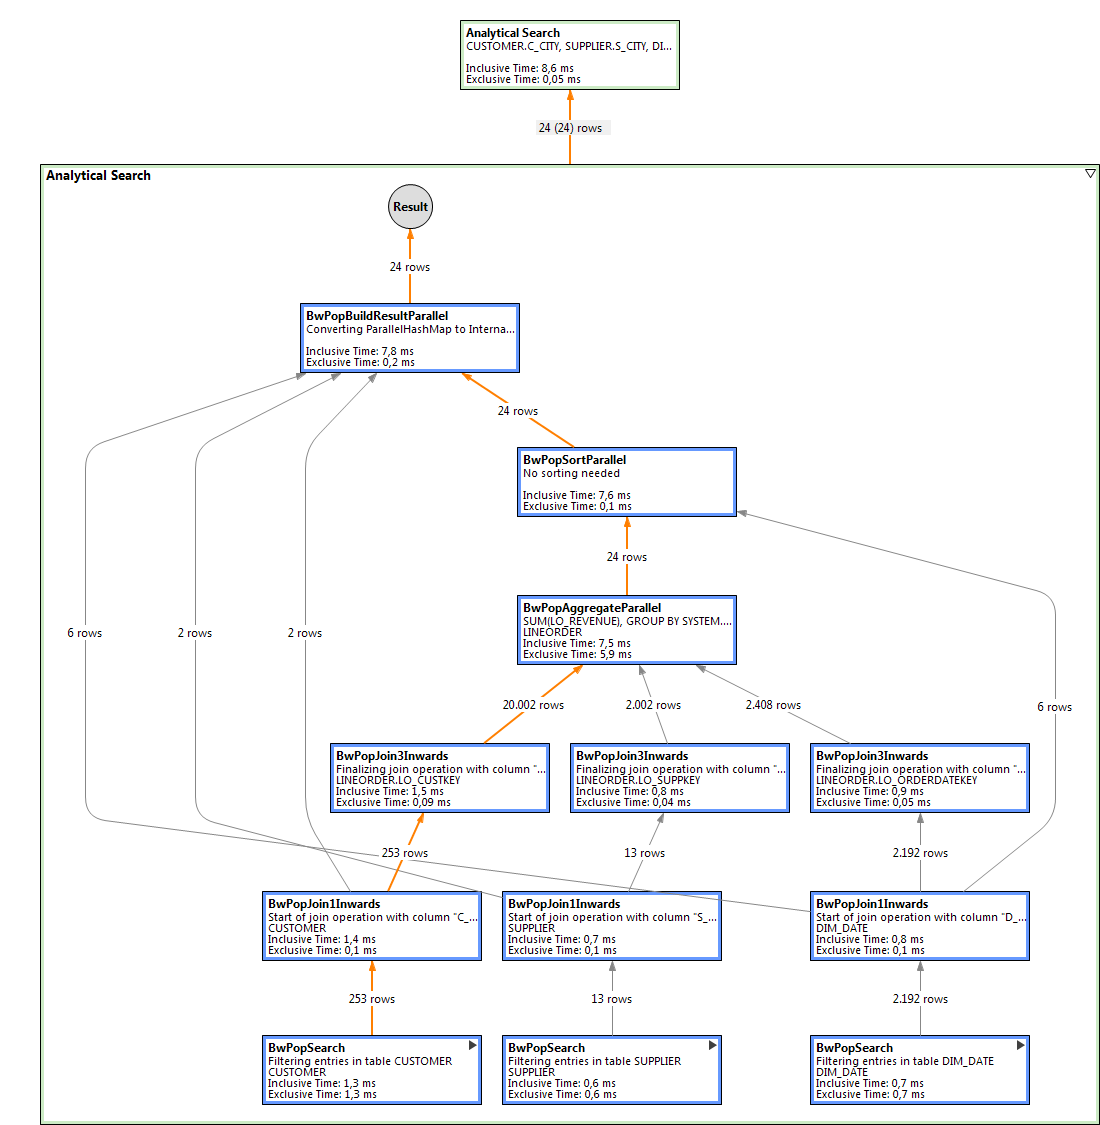 Analytical Search
CUSTOMER.C_CITY, SUPPLIER.S_CITY, DI...
Inclusive Time: 8,6 ms
Exclusive Time: 0,05 ms
24 (24) rows
Analytical Search
Result
24 rows
BwPopBuildResultParallel
Converting ParallelHashMap to Interna...
Inclusive Time: 7,8 ms
Exclusive Time: 0,2 ms
24 rows
BwPopSortParallel
No sorting needed
Inclusive Time: 7,6 ms
Exclusive Time: 0,1 ms
24 rows
BwPopAggregateParallel
SUM(LO_REVENUE), GROUP BY SYSTEM....
LINEORDER
Inclusive Time: 7,5 ms
Exclusive Time: 5,9 ms
6 rows
2 rows
2 rows
20.002 rows
2.002 rows
2.408 rows
6 rows
BwPopJoin3Inwards
Finalizing join operation with column "...
LINEORDER.LO_CUSTKEY
Inclusive Time: 1,5 ms
Exclusive Time: 0,09 ms
BwPopJoin3Inwards
Finalizing join operation with column "...
LINEORDER.LO_SUPPKEY
Inclusive Time: 0,8 ms
Exclusive Time: 0,04 ms
BwPopJoin3Inwards
Finalizing join operation with column "...
LINEORDER.LO_ORDERDATEKEY
Inclusive Time: 0,9 ms
Exclusive Time: 0,05 ms
253 rows
13 rows
2.192 rows
BwPopJoin1Inwards
Start of join operation with column "C_...
CUSTOMER
Inclusive Time: 1,4 ms
Exclusive Time: 0,1 ms
BwPopJoin1Inwards
Start of join operation with column "S_...
SUPPLIER
Inclusive Time: 0,7 ms
Exclusive Time: 0,1 ms
BwPopJoin1Inwards
Start of join operation with column "D_...
DIM_DATE
Inclusive Time: 0,8 ms
Exclusive Time: 0,1 ms
253 rows
13 rows
2.192 rows
BwPopSearch
Filtering entries in table CUSTOMER
CUSTOMER
Inclusive Time: 1,3 ms
Exclusive Time: 1,3 ms
BwPopSearch
Filtering entries in table SUPPLIER
SUPPLIER
Inclusive Time: 0,6 ms
Exclusive Time: 0,6 ms
BwPopSearch
Filtering entries in table DIM_DATE
DIM_DATE
Inclusive Time: 0,7 ms
Exclusive Time: 0,7 ms